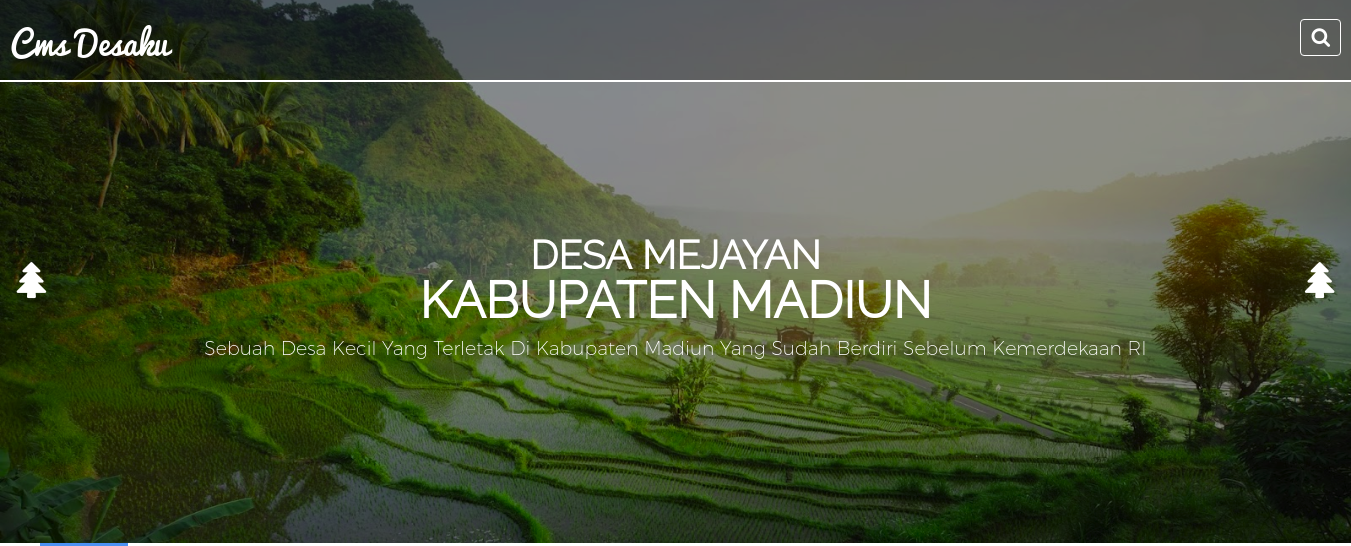 Cms Desaku
DESA MEJAYAN
KABUPATEN MADIUN
Sebuah Desa Kecil Yang Terletak Di Kabupaten Madiun Yang Sudah Berdiri Sebelum Kemerdekaan RI